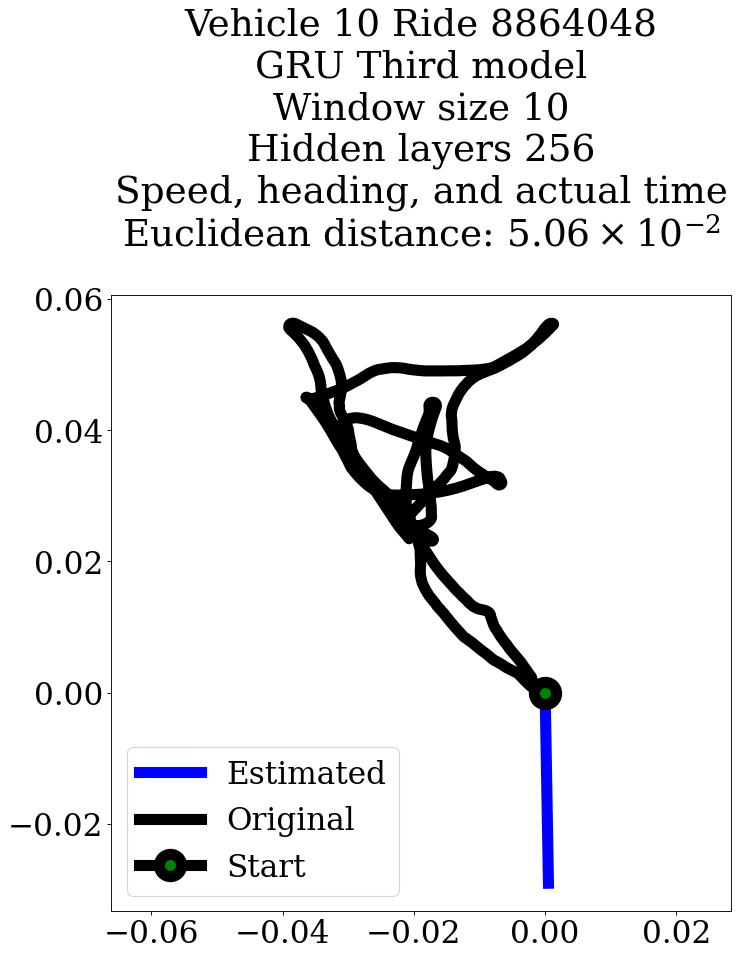 Vehicle 10 Ride 8864048
GRU Third model
Window size 10
Hidden layers 256
Speed, heading, and actual time
Euclidean distance: 5.06 × 10⁻²
0.06
0.04
0.02
0.00
−0.02
Estimated
Original
Start
−0.06 −0.04 −0.02 0.00 0.02